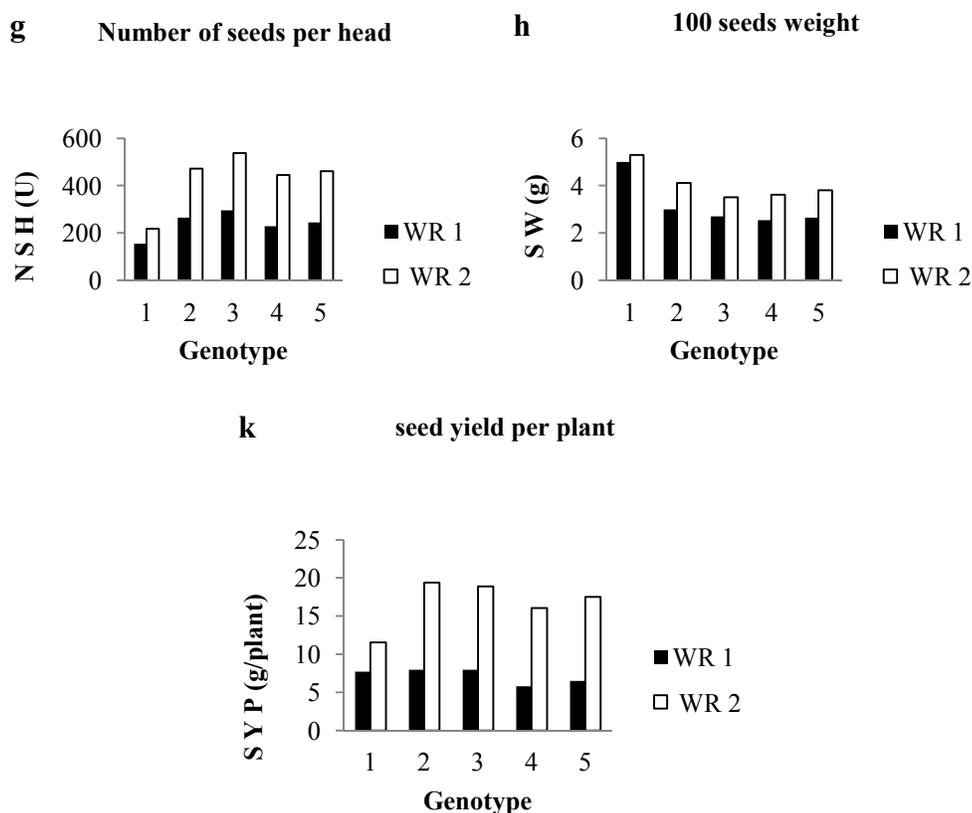 g Number of seeds per head
600
400
200
0
N S H (U)
1 2 3 4 5
Genotype
WR 1
WR 2
h 100 seeds weight
6
4
2
0
S W (g)
1 2 3 4 5
Genotype
WR 1
WR 2
k seed yield per plant
25
20
15
10
5
0
S Y P (g/plant)
1 2 3 4 5
Genotype
WR 1
WR 2